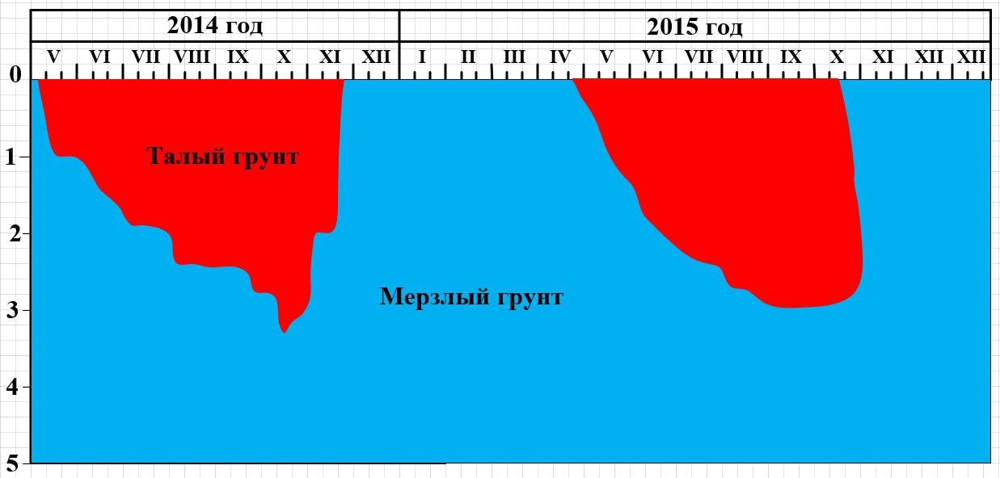 2014 год 2015 год
V VI VII VIII IX X XI XII I II III IV V VI VII VIII IX X XI XII XII
0
1
Талый грунт
2
Мерзлый грунт
3
4
5